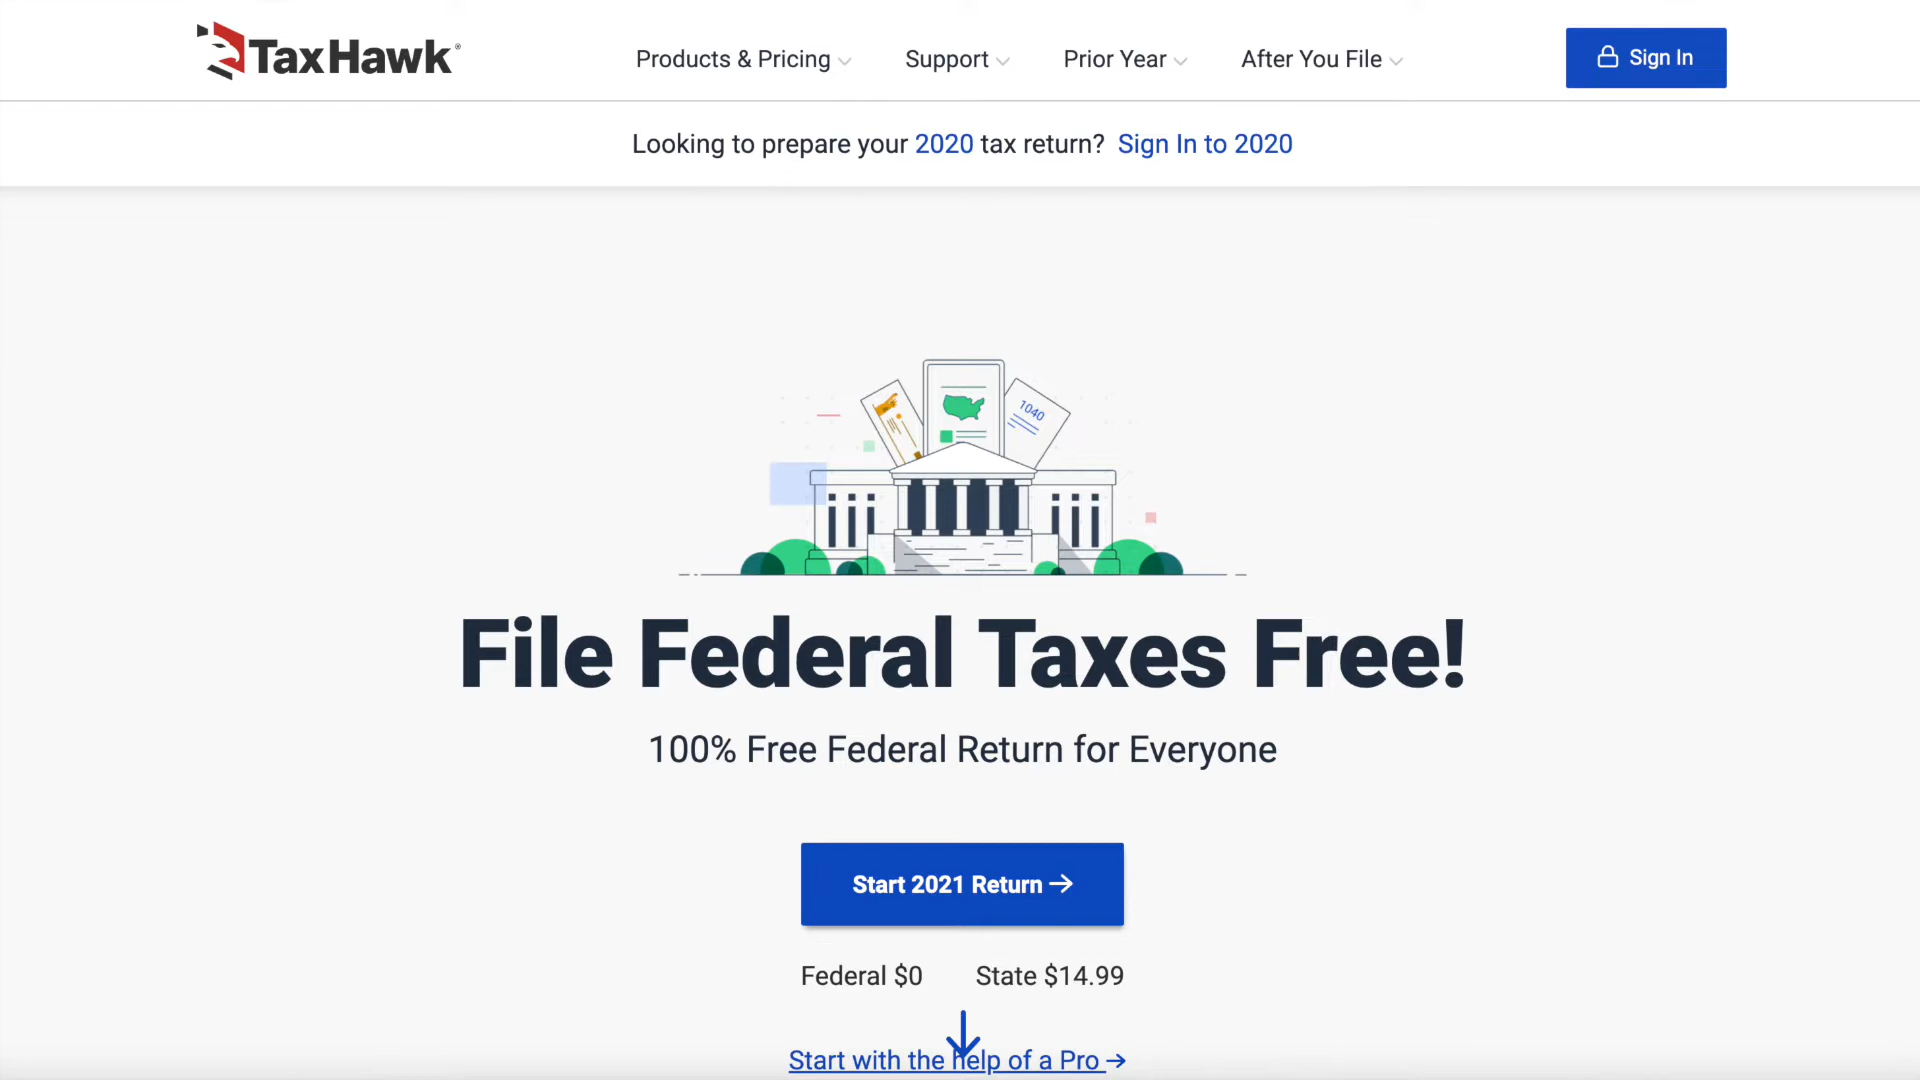 TaxHawk
Products & Pricing
Support
Prior Year
After You File
Sign In
Looking to prepare your 2020 tax return? Sign In to 2020
1040
File Federal Taxes Free!
100% Free Federal Return for Everyone
Start 2021 Return
Federal $0
State $14.99
Start with the help of a Pro